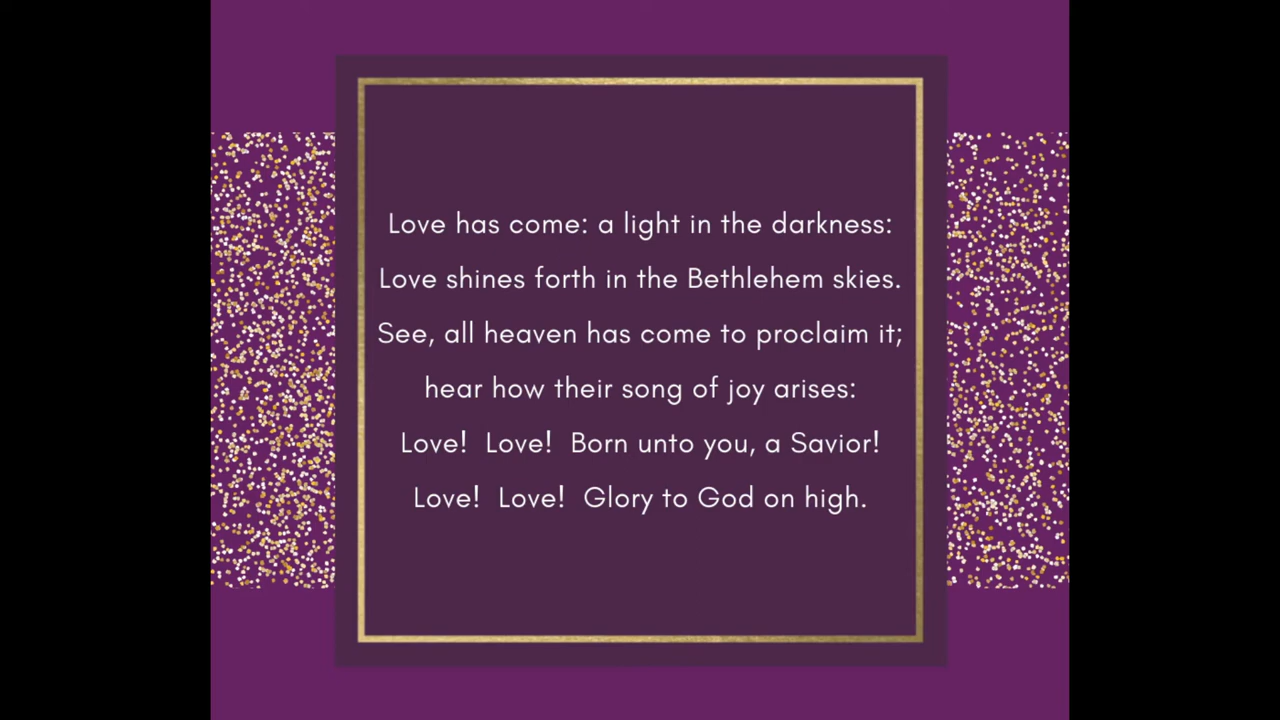 Love has come: a light in the darkness:
Love shines forth in the Bethlehem skies.
See, all heaven has come to proclaim it;
hear how their song of joy arises:
Love!  Love!  Born unto you, a Savior!
Love!  Love!  Glory to God on high.